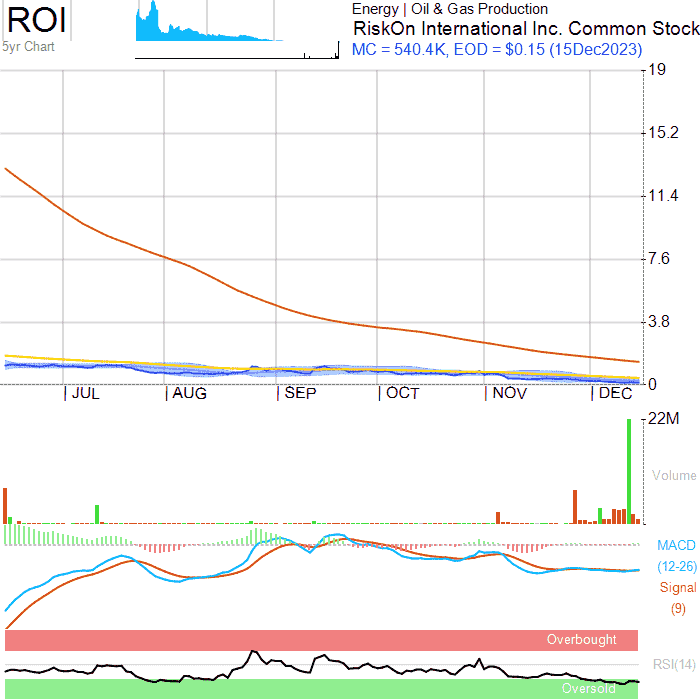 ROI
5yr Chart
Energy | Oil & Gas Production
RiskOn International Inc. Common Stock
MC = 540.4K, EOD = $0.15 (15Dec2023)
19
15.2
11.4
7.6
3.8
0
JUL AUG SEP OCT NOV DEC
22M
Volume
MACD
(12-26)
Signal
(9)
Overbought
RSI(14)
Oversold